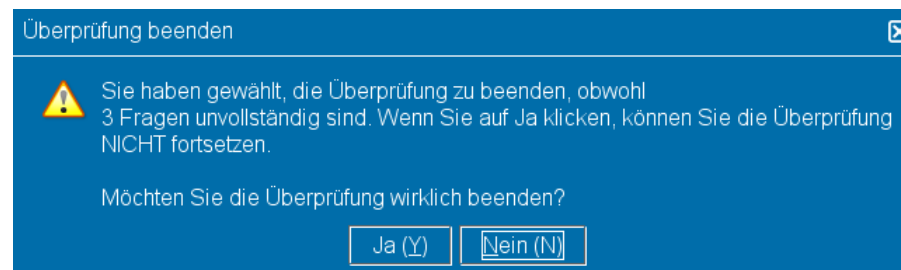 Überprüfung beenden
Sie haben gewählt, die Überprüfung zu beenden, obwohl
3 Fragen unvollständig sind. Wenn Sie auf Ja klicken, können Sie die Überprüfung
NICHT fortsetzen.
Möchten Sie die Überprüfung wirklich beenden?
Ja (Y) Nein (N)